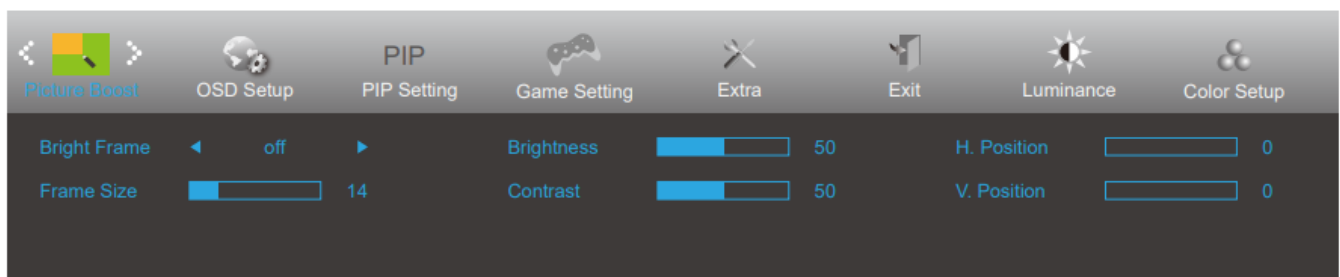 PIP
Picture Boost OSD Setup PIP Setting Game Setting Extra Exit Luminance Color Setup
Bright Frame off Brightness 50 H. Position 0
Frame Size 14 Contrast 50 V. Position 0